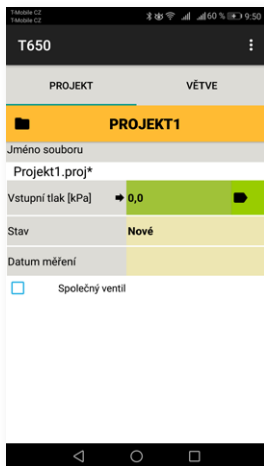 T-Mobile CZ
T-Mobile CZ 60 % 9:50
T650
PROJEKT VĚTVE
PROJEKT1
Jméno souboru
Projekt1.proj*
Vstupní tlak [kPa] 0,0
Stav Nové
Datum měření
Společný ventil